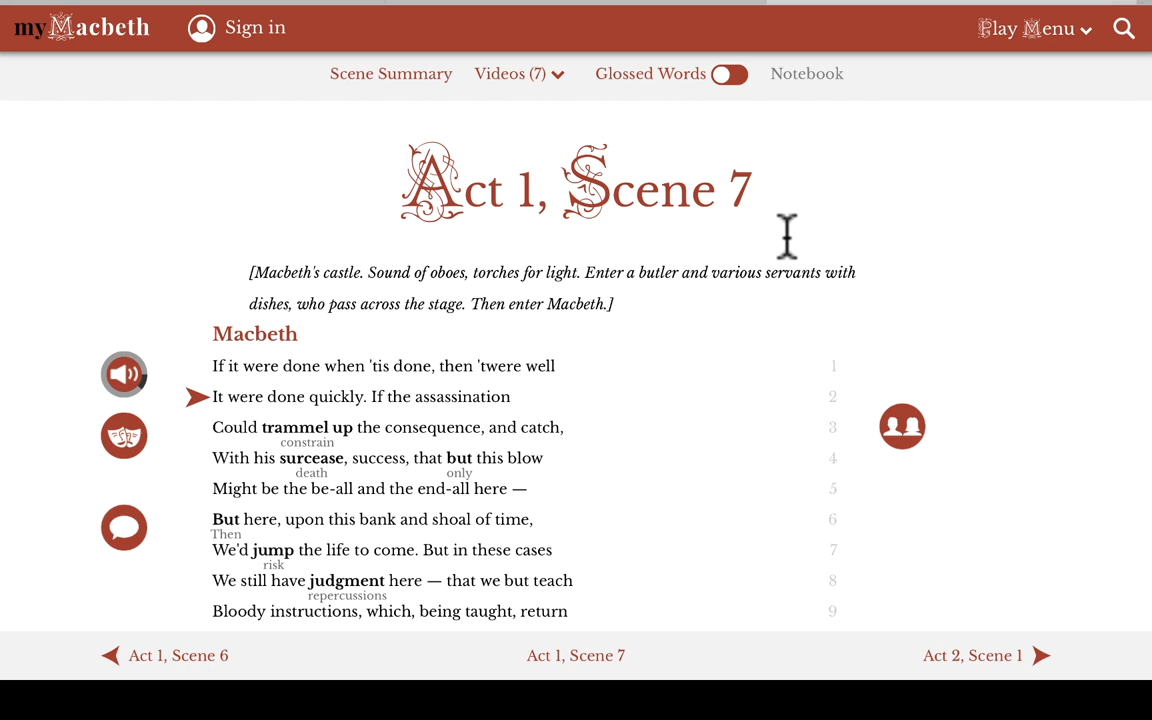 myMacbeth Sign in Play Menu
Scene Summary Videos (7) Glossed Words Notebook
Act 1, Scene 7
[Macbeth's castle. Sound of oboes, torches for light. Enter a butler and various servants with
dishes, who pass across the stage. Then enter Macbeth.]
Macbeth
If it were done when 'tis done, then 'twere well 1
It were done quickly. If the assassination 2
Could trammel up the consequence, and catch, 3
constrain
With his surcease, success, that but this blow 4
death only
Might be the be-all and the end-all here — 5
But here, upon this bank and shoal of time, 6
Then
We'd jump the life to come. But in these cases 7
risk
We still have judgment here — that we but teach 8
repercussions
Bloody instructions, which, being taught, return 9
Act 1, Scene 6 Act 1, Scene 7 Act 2, Scene 1